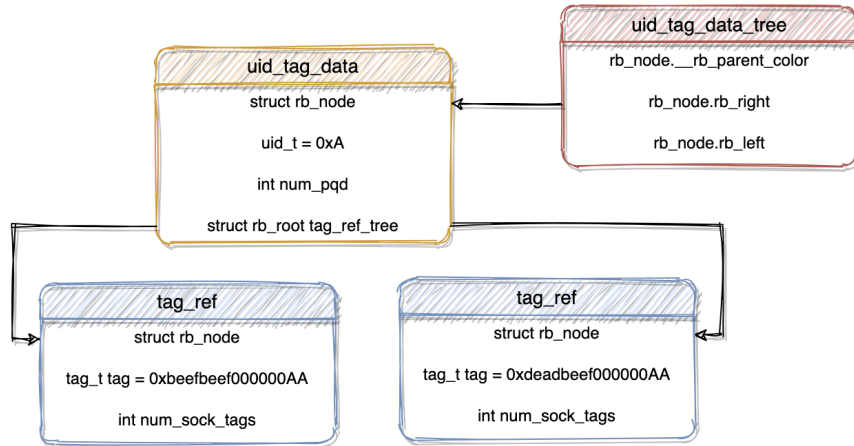 uid_tag_data_tree
rb_node.__rb_parent_color
rb_node.rb_right
rb_node.rb_left
uid_tag_data
struct rb_node
uid_t = 0xA
int num_pqd
struct rb_root tag_ref_tree
tag_ref
struct rb_node
tag_t tag = 0xbeefbeef000000AA
int num_sock_tags
tag_ref
struct rb_node
tag_t tag = 0xdeadbeef000000AA
int num_sock_tags